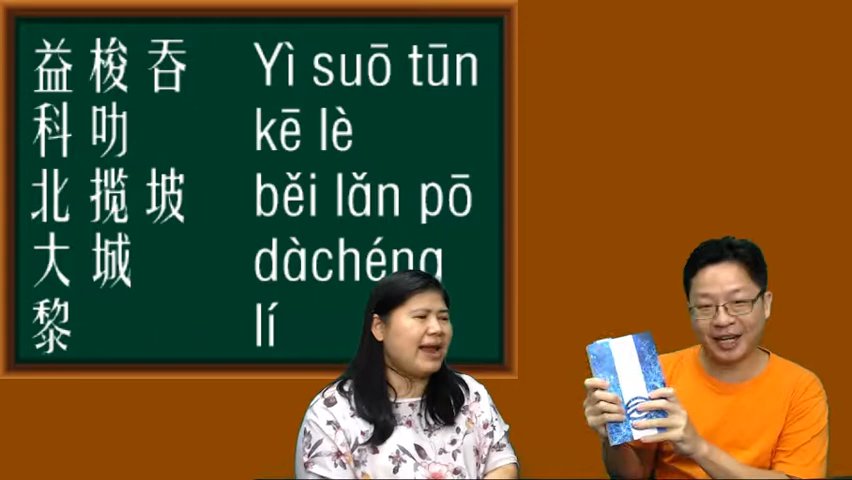 益梭吞 Yì suō tūn
科叻 kē lè
北揽坡 běi lǎn pō
大城 dàchéng
黎 lí